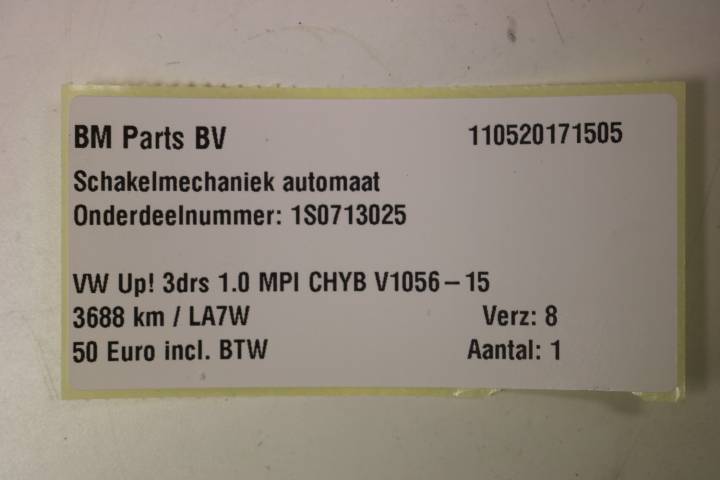 BM Parts BV 110520171505
Schakelmechaniek automaat
Onderdeelnummer: 1S0713025
VW Up! 3drs 1.0 MPI CHYB V1056-15
3688 km / LA7W Verz: 8
50 Euro incl. BTW Aantal: 1